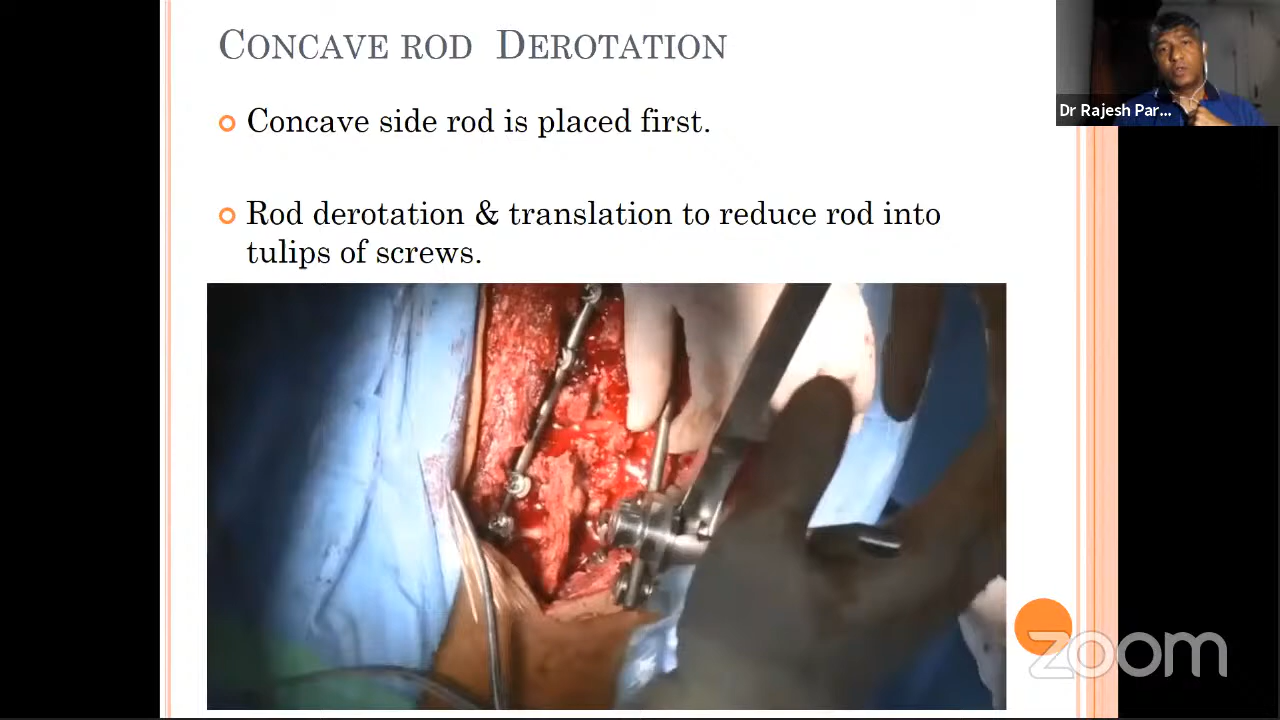 CONCAVE ROD DEROTATION
Concave side rod is placed first.
Rod derotation & translation to reduce rod into
tulips of screws.
Dr Rajesh Par...
zoom